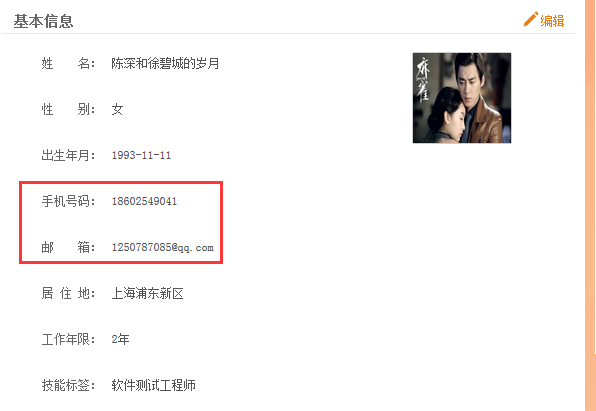 基本信息
编辑
姓 名： 陈深和徐碧城的岁月
麻雀
性 别： 女
出生年月： 1993-11-11
手机号码： 18602549041
邮 箱： 1250787085@qq.com
居 住 地： 上海浦东新区
工作年限： 2年
技能标签： 软件测试工程师